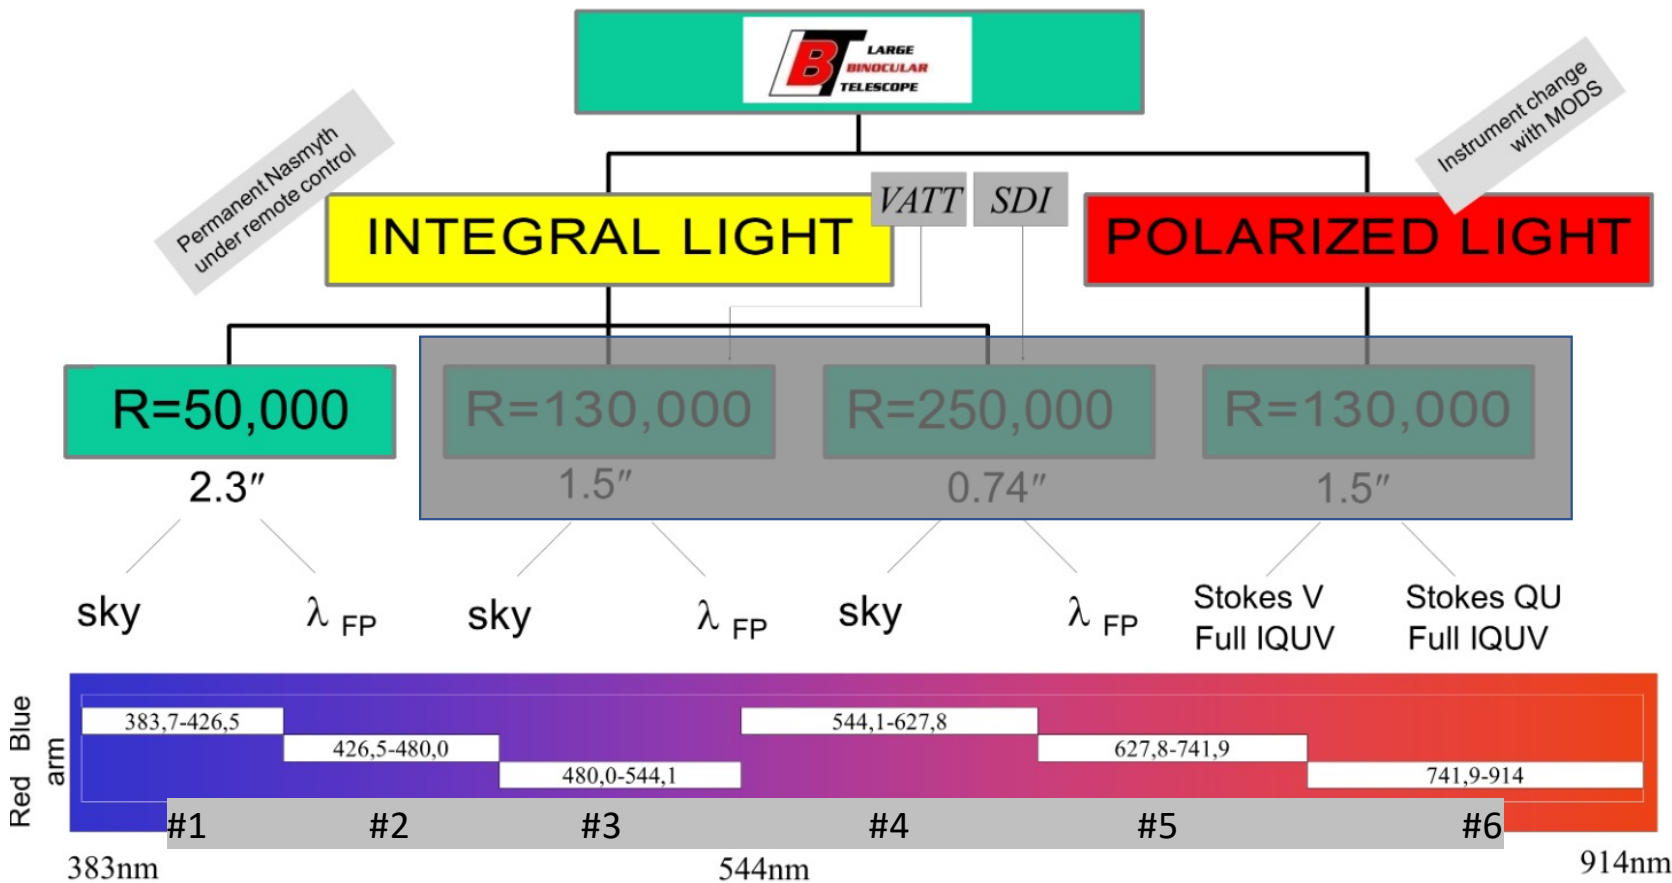 LARGE
BINOCULAR
TELESCOPE
LBT
Permanent Nasmyth
under remote control
Instrument change
with MODS
INTEGRAL LIGHT
VATT
SDI
POLARIZED LIGHT
R=50,000
R=130,000
R=250,000
R=130,000
2.3″
1.5″
0.74″
1.5″
sky
λ FP
sky
λ FP
sky
λ FP
Stokes V
Full IQUV
Stokes QU
Full IQUV
Red Blue
arm
383,7-426,5
544,1-627,8
426,5-480,0
627,8-741,9
480,0-544,1
741,9-914
#1
#2
#3
#4
#5
#6
383nm
544nm
914nm